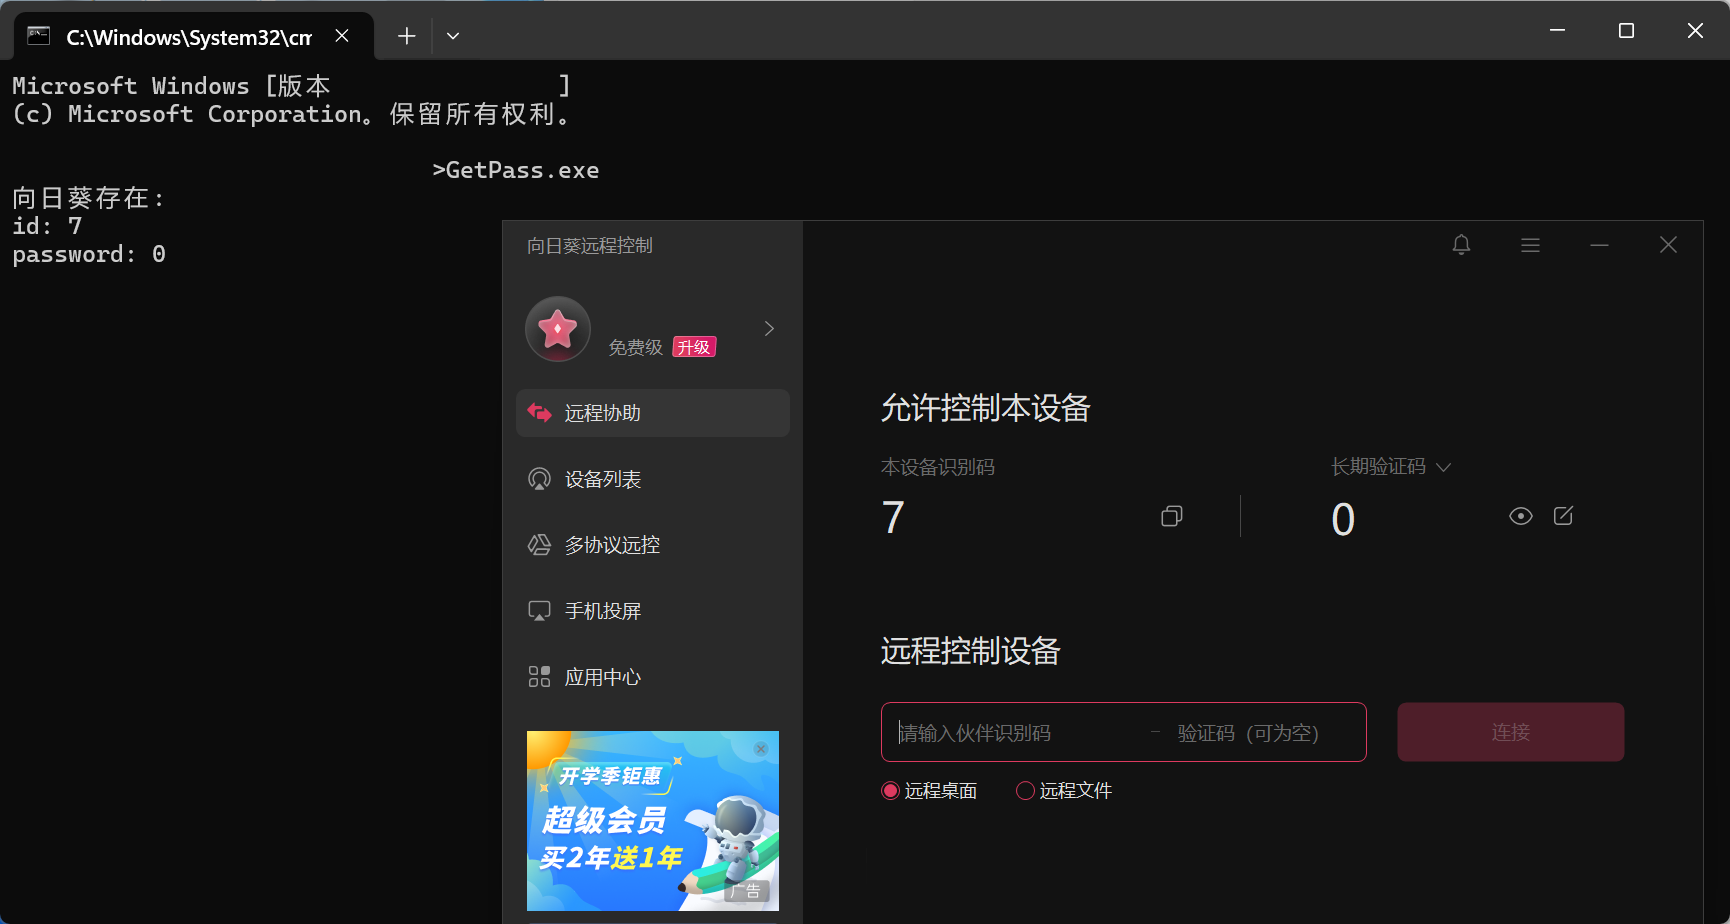 C:\Windows\System32\cm
Microsoft Windows [版本 ]
(c) Microsoft Corporation。保留所有权利。
>GetPass.exe
向日葵存在:
id: 7
password: 0
向日葵远程控制
免费级 升级
远程协助
设备列表
多协议远控
手机投屏
应用中心
开学季钜惠
超级会员
买2年送1年
广告
允许控制本设备
本设备识别码
7
长期验证码
0
远程控制设备
请输入伙伴识别码 – 验证码（可为空）
连接
远程桌面 远程文件